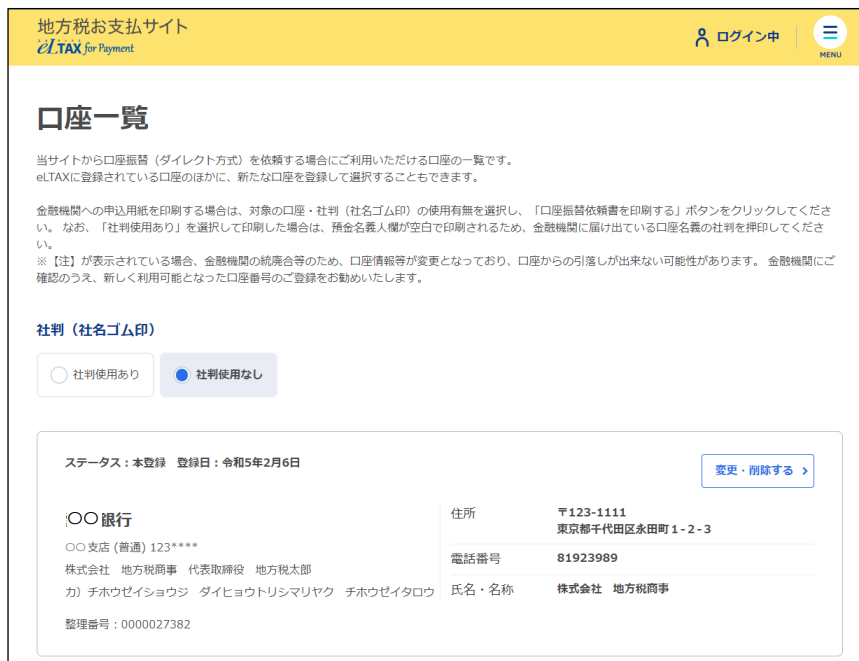 地方税お支払サイト
eLTAX for Payment
ログイン中
MENU
口座一覧
当サイトから口座振替（ダイレクト方式）を依頼する場合にご利用いただける口座の一覧です。
eLTAXに登録されている口座のほかに、新たな口座を登録して選択することもできます。
金融機関への申込用紙を印刷する場合は、対象の口座・社判（社名ゴム印）の使用有無を選択し、「口座振替依頼書を印刷する」ボタンをクリックしてくださ
い。 なお、「社判使用あり」を選択して印刷した場合は、預金名義人欄が空白で印刷されるため、金融機関に届け出ている口座名義の社判を押印してくださ
い。
※【注】が表示されている場合、金融機関の統廃合等のため、口座情報等が変更となっており、口座からの引落しが出来ない可能性があります。 金融機関にご
確認のうえ、新しく利用可能となった口座番号のご登録をお勧めいたします。
社判（社名ゴム印）
社判使用あり
社判使用なし
ステータス：本登録　登録日：令和5年2月6日
変更・削除する
〇〇銀行
○○支店 (普通) 123****
株式会社　地方税商事　代表取締役　地方税太郎
カ）チホウゼイショウジ　ダイヒョウトリシマリヤク　チホウゼイタロウ
整理番号：0000027382
住所
〒123-1111
東京都千代田区永田町１-２-３
電話番号
81923989
氏名・名称
株式会社　地方税商事